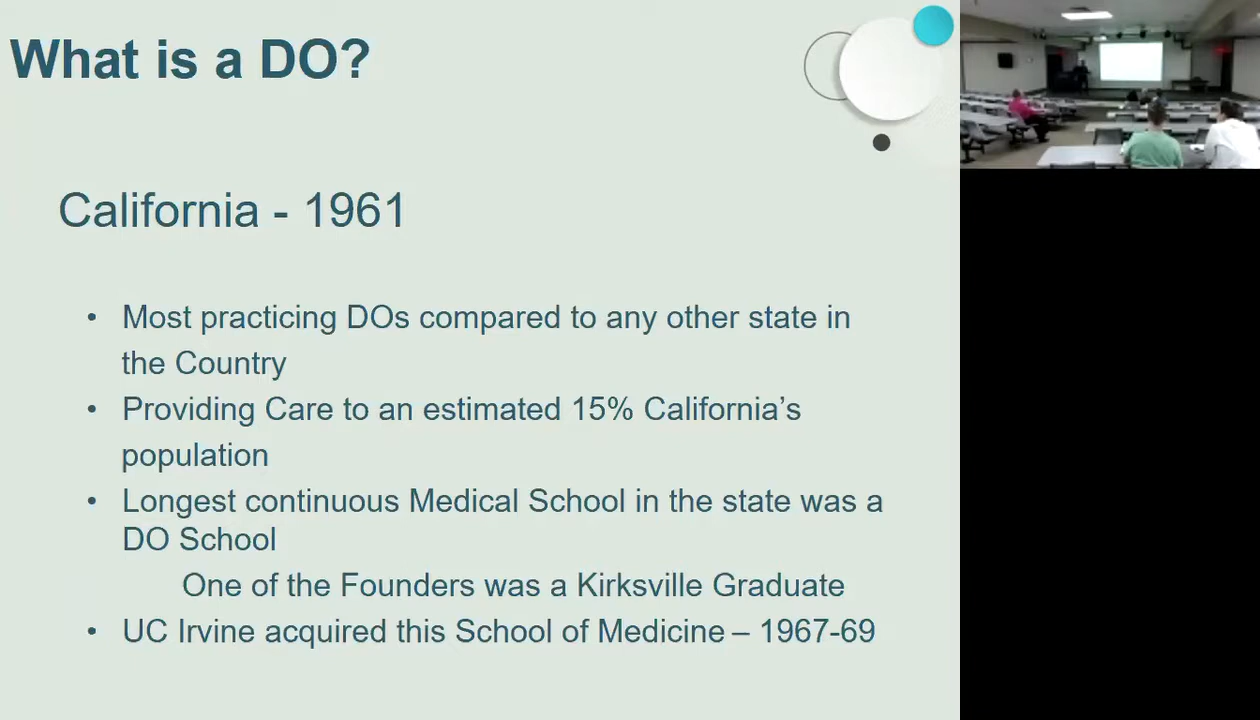 What is a DO?
California - 1961
• Most practicing DOs compared to any other state in
the Country
• Providing Care to an estimated 15% California’s
population
• Longest continuous Medical School in the state was a
DO School
One of the Founders was a Kirksville Graduate
• UC Irvine acquired this School of Medicine – 1967-69